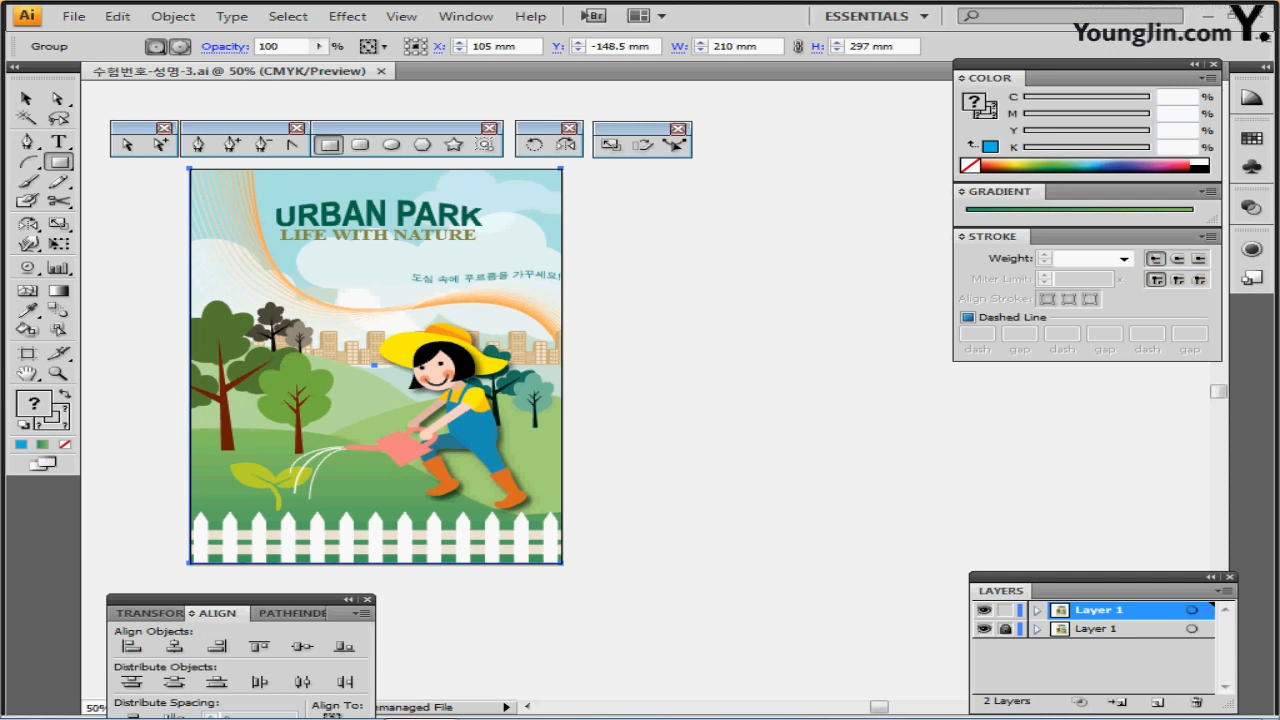 Ai File Edit Object Type Select Effect View Window Help Br ESSENTIALS
YoungJin.com Y.
Group Opacity: 100 % X: 105 mm Y: -148.5 mm W: 210 mm H: 297 mm
수험번호-성명-3.ai @ 50% (CMYK/Preview)
COLOR
C %
M %
Y %
K %
GRADIENT
STROKE
Weight:
Miter Limit: x
Align Stroke:
Dashed Line
dash gap dash gap dash gap
URBAN PARK
LIFE WITH NATURE
도심 속에 푸르름을 가꾸세요!
TRANSFOR ALIGN PATHFINDE
Align Objects:
Distribute Objects:
Distribute Spacing: Align To:
LAYERS
Layer 1
Layer 1
2 Layers
50% managed File